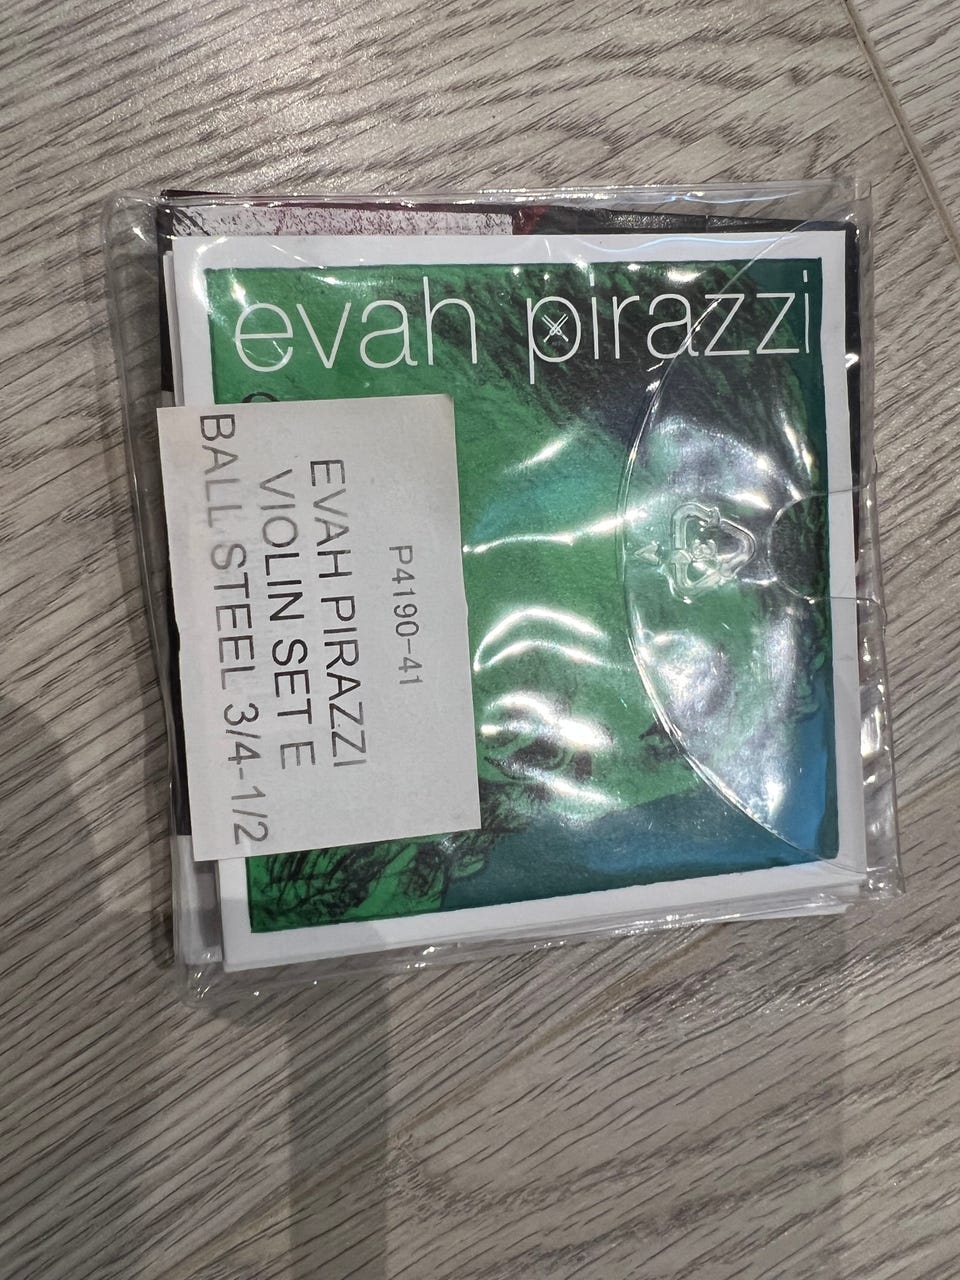 evah pirazzi
P4190-41
EVAH PIRAZZI
VIOLIN SET E
BALL STEEL 3/4-1/2